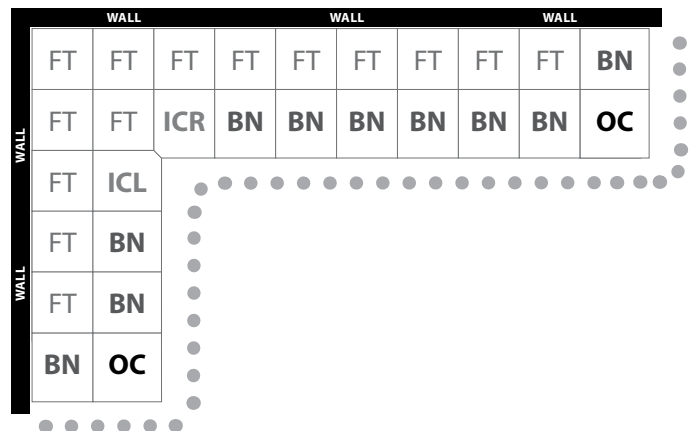 WALL WALL WALL
FT FT FT FT FT FT FT FT FT BN
FT FT ICR BN BN BN BN BN BN OC
WALL
FT ICL
FT BN
WALL
FT BN
BN OC